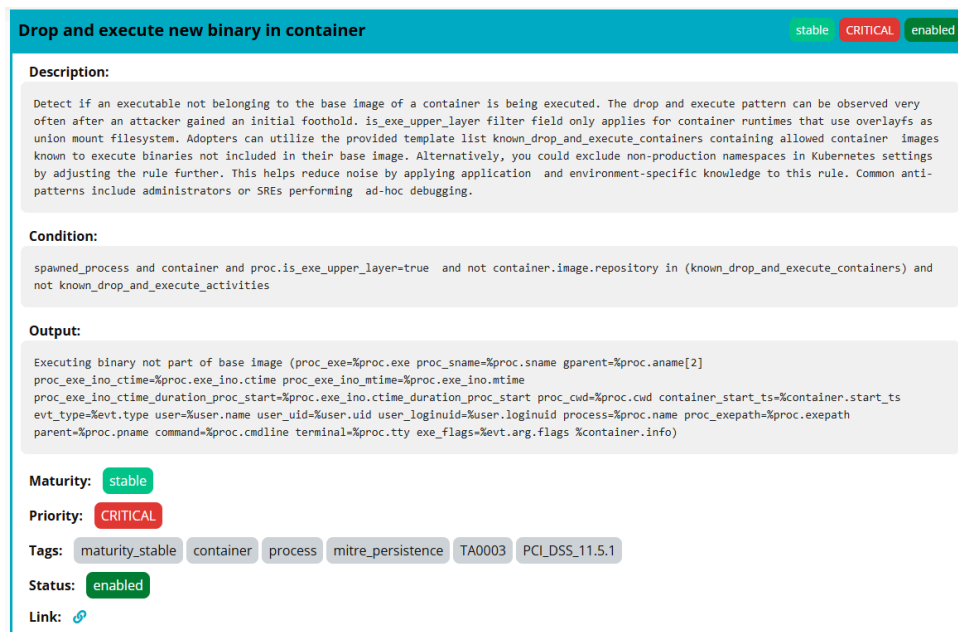 Drop and execute new binary in container stable CRITICAL enabled
Description:
Detect if an executable not belonging to the base image of a container is being executed. The drop and execute pattern can be observed very
often after an attacker gained an initial foothold. is_exe_upper_layer filter field only applies for container runtimes that use overlayfs as
union mount filesystem. Adopters can utilize the provided template list known_drop_and_execute_containers containing allowed container  images
known to execute binaries not included in their base image. Alternatively, you could exclude non-production namespaces in Kubernetes settings
by adjusting the rule further. This helps reduce noise by applying application  and environment-specific knowledge to this rule. Common anti-
patterns include administrators or SREs performing  ad-hoc debugging.
Condition:
spawned_process and container and proc.is_exe_upper_layer=true  and not container.image.repository in (known_drop_and_execute_containers) and
not known_drop_and_execute_activities
Output:
Executing binary not part of base image (proc_exe=%proc.exe proc_sname=%proc.sname gparent=%proc.aname[2]
proc_exe_ino_ctime=%proc.exe_ino.ctime proc_exe_ino_mtime=%proc.exe_ino.mtime
proc_exe_ino_ctime_duration_proc_start=%proc.exe_ino.ctime_duration_proc_start proc_cwd=%proc.cwd container_start_ts=%container.start_ts
evt_type=%evt.type user=%user.name user_uid=%user.uid user_loginuid=%user.loginuid process=%proc.name proc_exepath=%proc.exepath
parent=%proc.pname command=%proc.cmdline terminal=%proc.tty exe_flags=%evt.arg.flags %container.info)
Maturity: stable
Priority: CRITICAL
Tags: maturity_stable container process mitre_persistence TA0003 PCI_DSS_11.5.1
Status: enabled
Link: